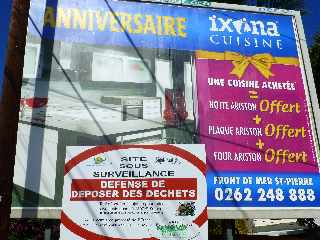 ANNIVERSAIRE
ixina
CUISINE
UNE CUISINE ACHETÉE
=
HOTTE ARISTON Offert
+
PLAQUE ARISTON Offert
+
FOUR ARISTON Offert
FRONT DE MER ST-PIERRE
0262 248 888
SITE
SOUS
SURVEILLANCE
DEFENSE DE
DEPOSER DES DECHETS